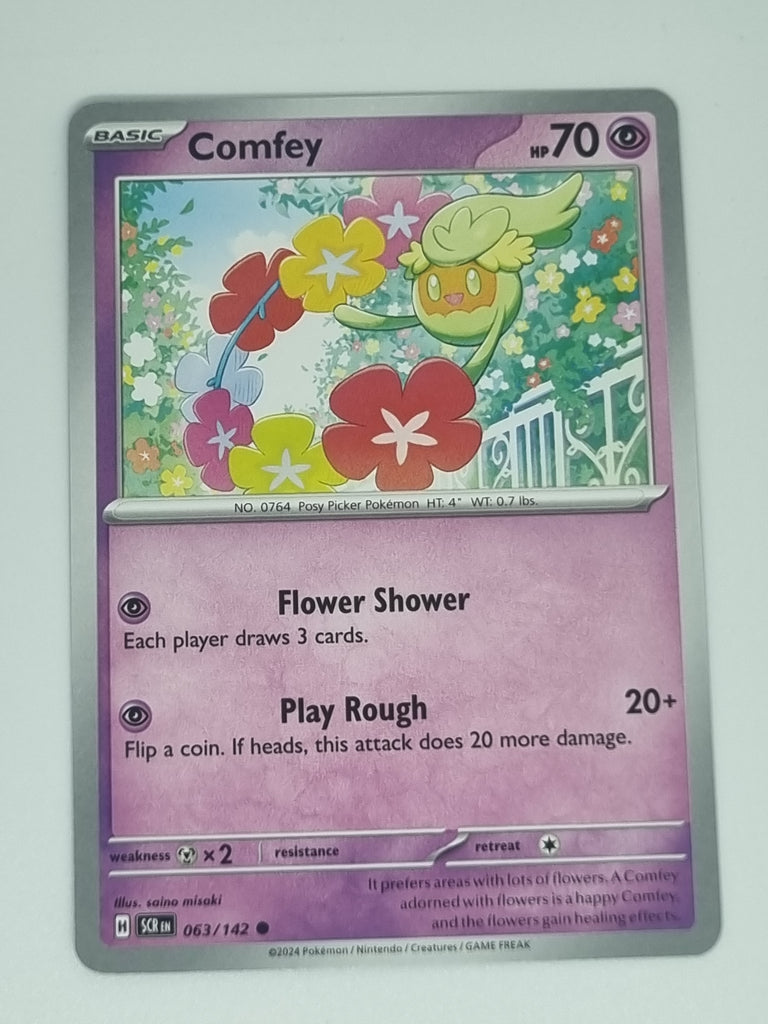 BASIC
Comfey
HP 70
NO. 0764 Posy Picker Pokémon HT: 4" WT: 0.7 lbs.
Flower Shower
Each player draws 3 cards.
Play Rough 20+
Flip a coin. If heads, this attack does 20 more damage.
weakness ×2 resistance retreat
It prefers areas with lots of flowers. A Comfey
Illus. saino misaki adorned with flowers is a happy Comfey,
and the flowers gain healing effects.
H SCR EN 063/142
©2024 Pokémon / Nintendo / Creatures / GAME FREAK